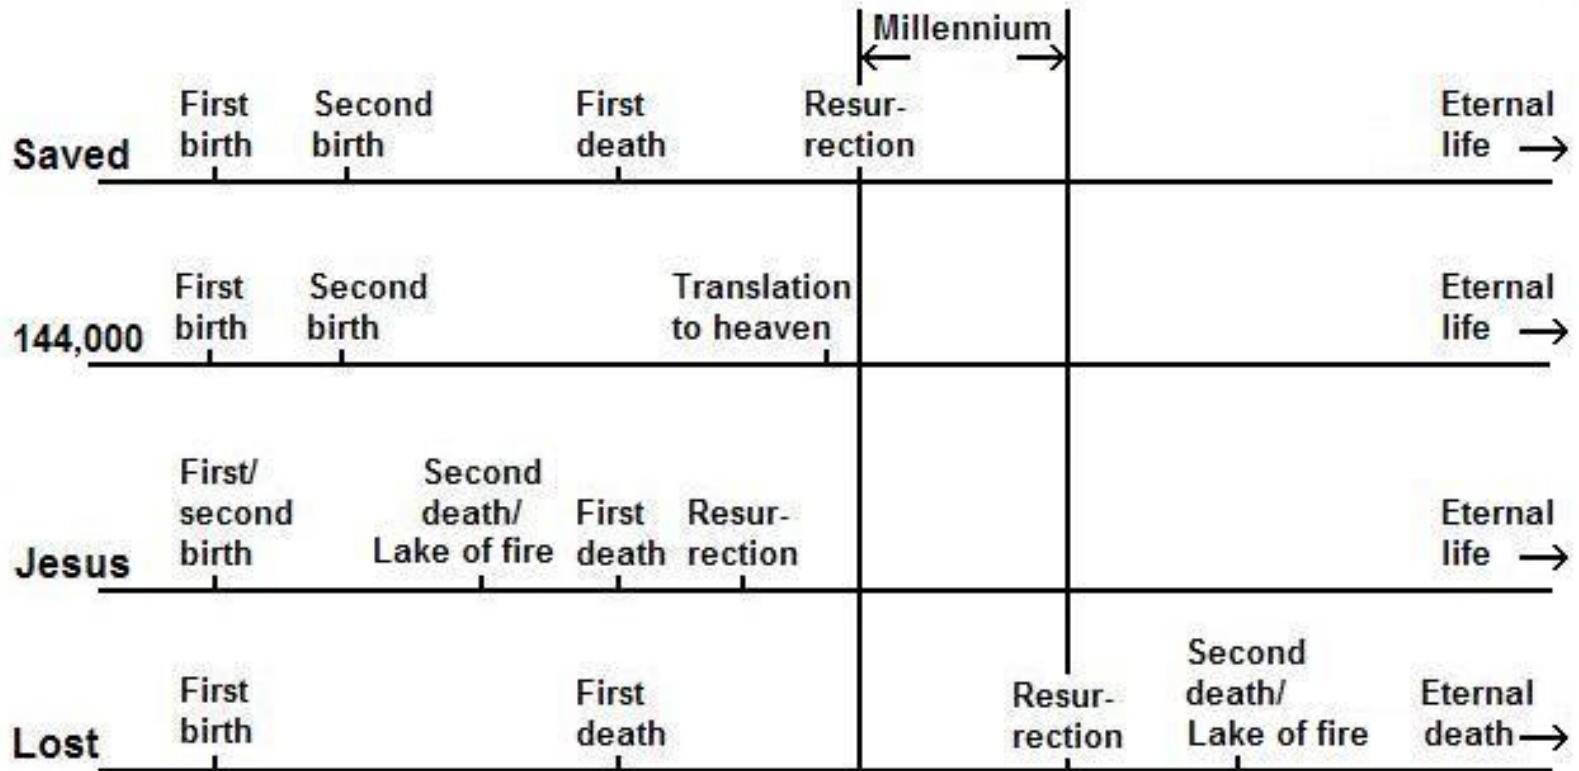 Millennium
First Second First Resur- Eternal
Saved birth birth death rection life →
First Second Translation Eternal
144,000 birth birth to heaven life →
First/ Second
second death/ First Resur- Eternal
Jesus birth Lake of fire death rection life →
Second
First First Resur- death/ Eternal
Lost birth death rection Lake of fire death →